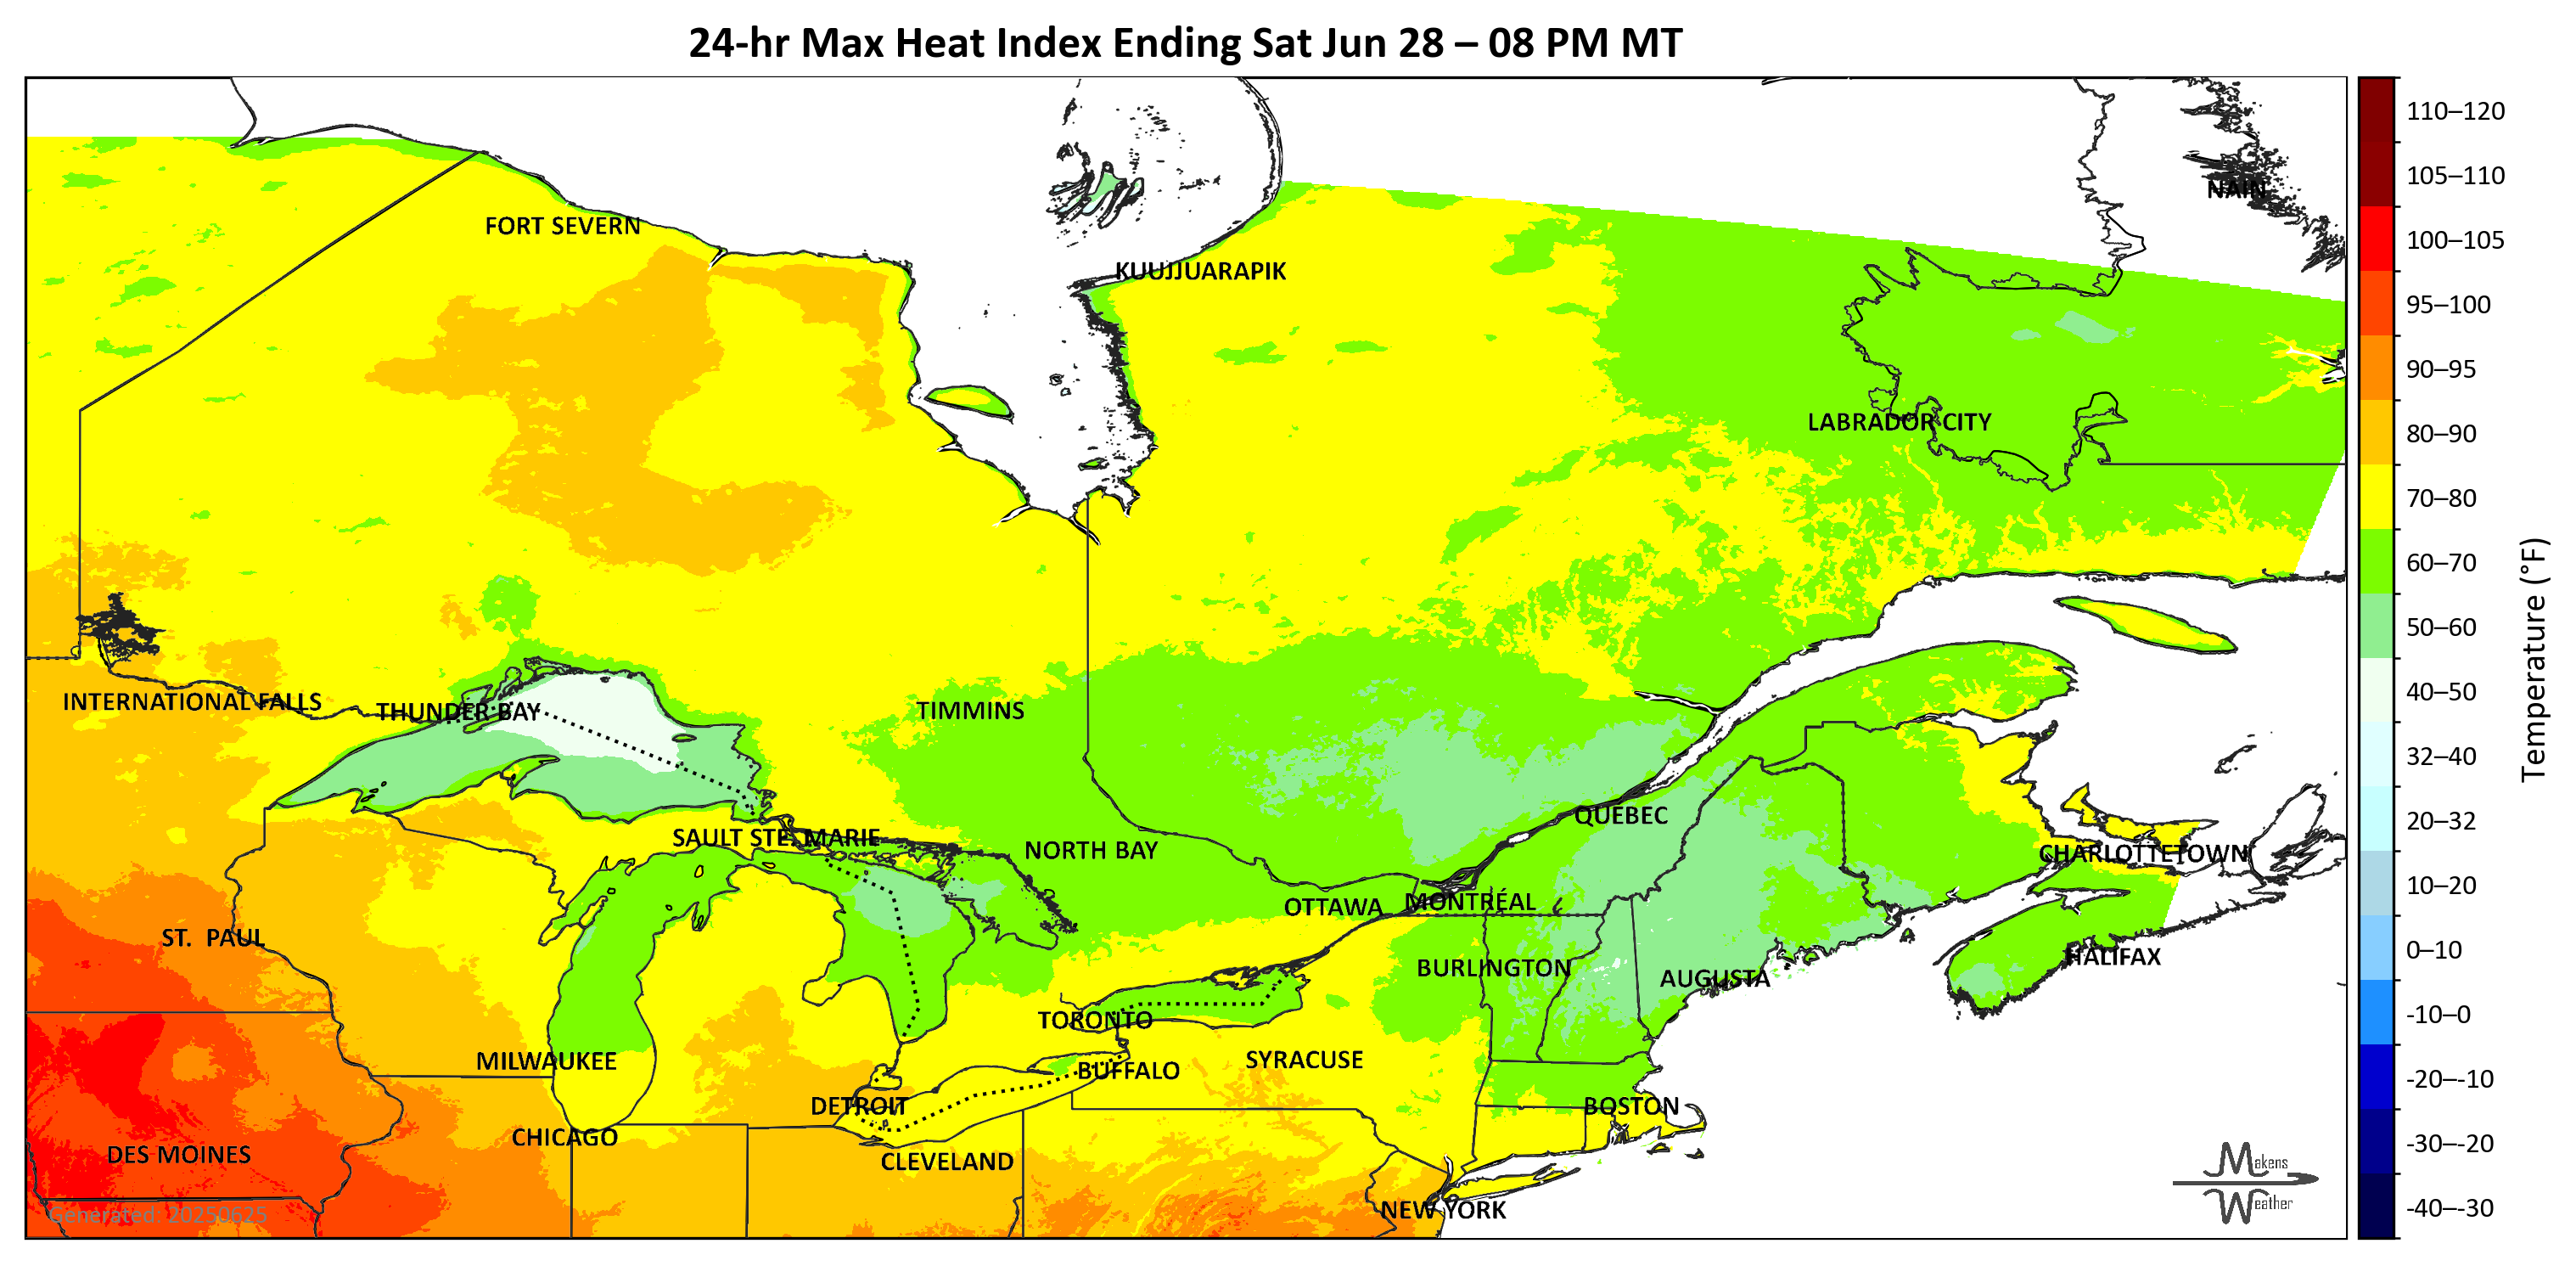 24-hr Max Heat Index Ending Sat Jun 28 – 08 PM MT
NAIN
FORT SEVERN
KUUJJUARAPIK
LABRADOR CITY
INTERNATIONAL FALLS
THUNDER BAY
TIMMINS
SAULT STE. MARIE
NORTH BAY
QUEBEC
CHARLOTTETOWN
OTTAWA
MONTRÉAL
ST. PAUL
BURLINGTON
AUGUSTA
HALIFAX
TORONTO
MILWAUKEE
BUFFALO
SYRACUSE
DETROIT
BOSTON
CHICAGO
DES MOINES
CLEVELAND
NEW YORK
Generated: 20250625
Makens
Weather
110–120
105–110
100–105
95–100
90–95
80–90
70–80
60–70
50–60
40–50
32–40
20–32
10–20
0–10
-10–0
-20–-10
-30–-20
-40–-30
Temperature (°F)